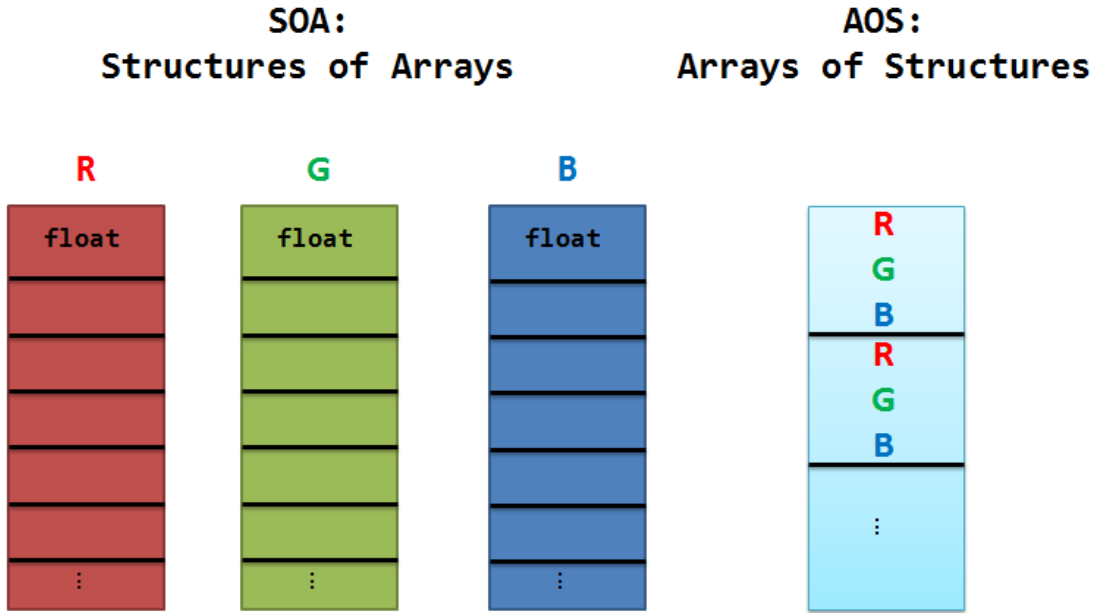 SOA:
Structures of Arrays
AOS:
Arrays of Structures
R
G
B
float
float
float
⋮
⋮
⋮
R
G
B
R
G
B
⋮